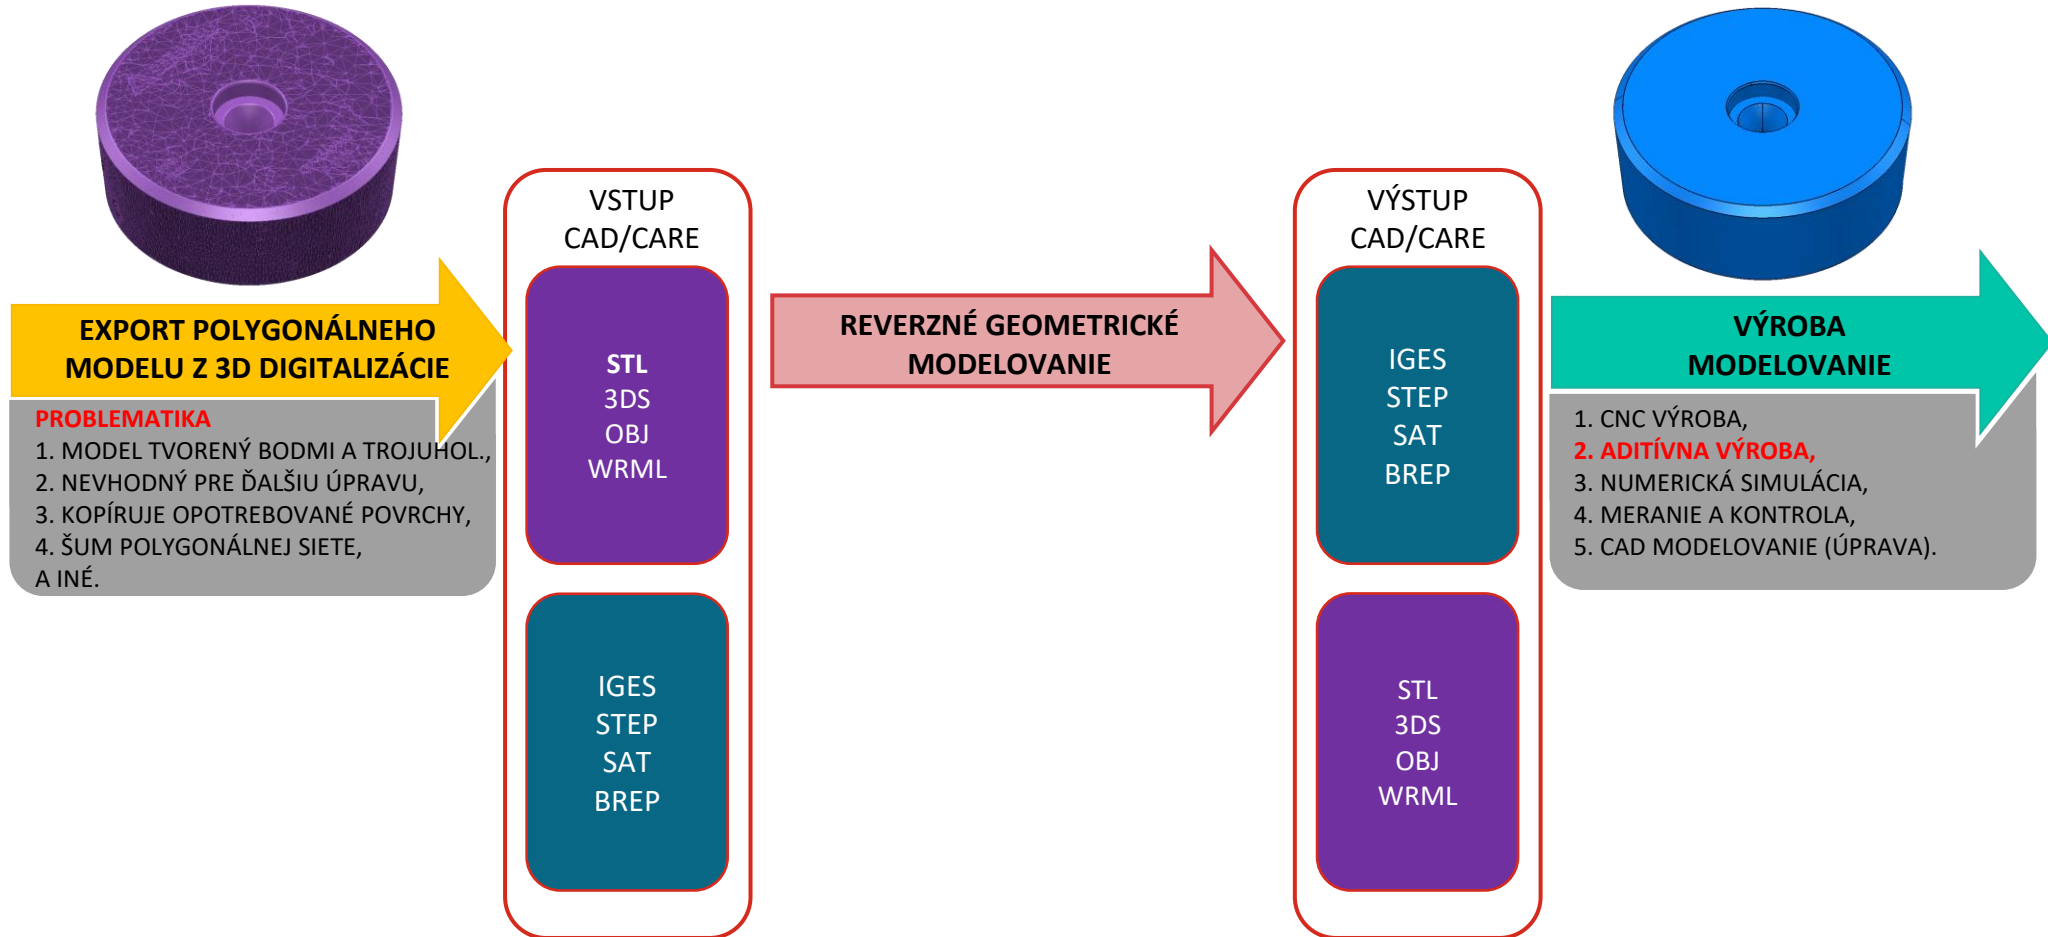 EXPORT POLYGONÁLNEHO
MODELU Z 3D DIGITALIZÁCIE
PROBLEMATIKA
1. MODEL TVORENÝ BODMI A TROJUHOL.,
2. NEVHODNÝ PRE ĎALŠIU ÚPRAVU,
3. KOPÍRUJE OPOTREBOVANÉ POVRCHY,
4. ŠUM POLYGONÁLNEJ SIETE,
A INÉ.
VSTUP
CAD/CARE
STL
3DS
OBJ
WRML
IGES
STEP
SAT
BREP
REVERZNÉ GEOMETRICKÉ
MODELOVANIE
VÝSTUP
CAD/CARE
IGES
STEP
SAT
BREP
STL
3DS
OBJ
WRML
VÝROBA
MODELOVANIE
1. CNC VÝROBA,
2. ADITÍVNA VÝROBA,
3. NUMERICKÁ SIMULÁCIA,
4. MERANIE A KONTROLA,
5. CAD MODELOVANIE (ÚPRAVA).